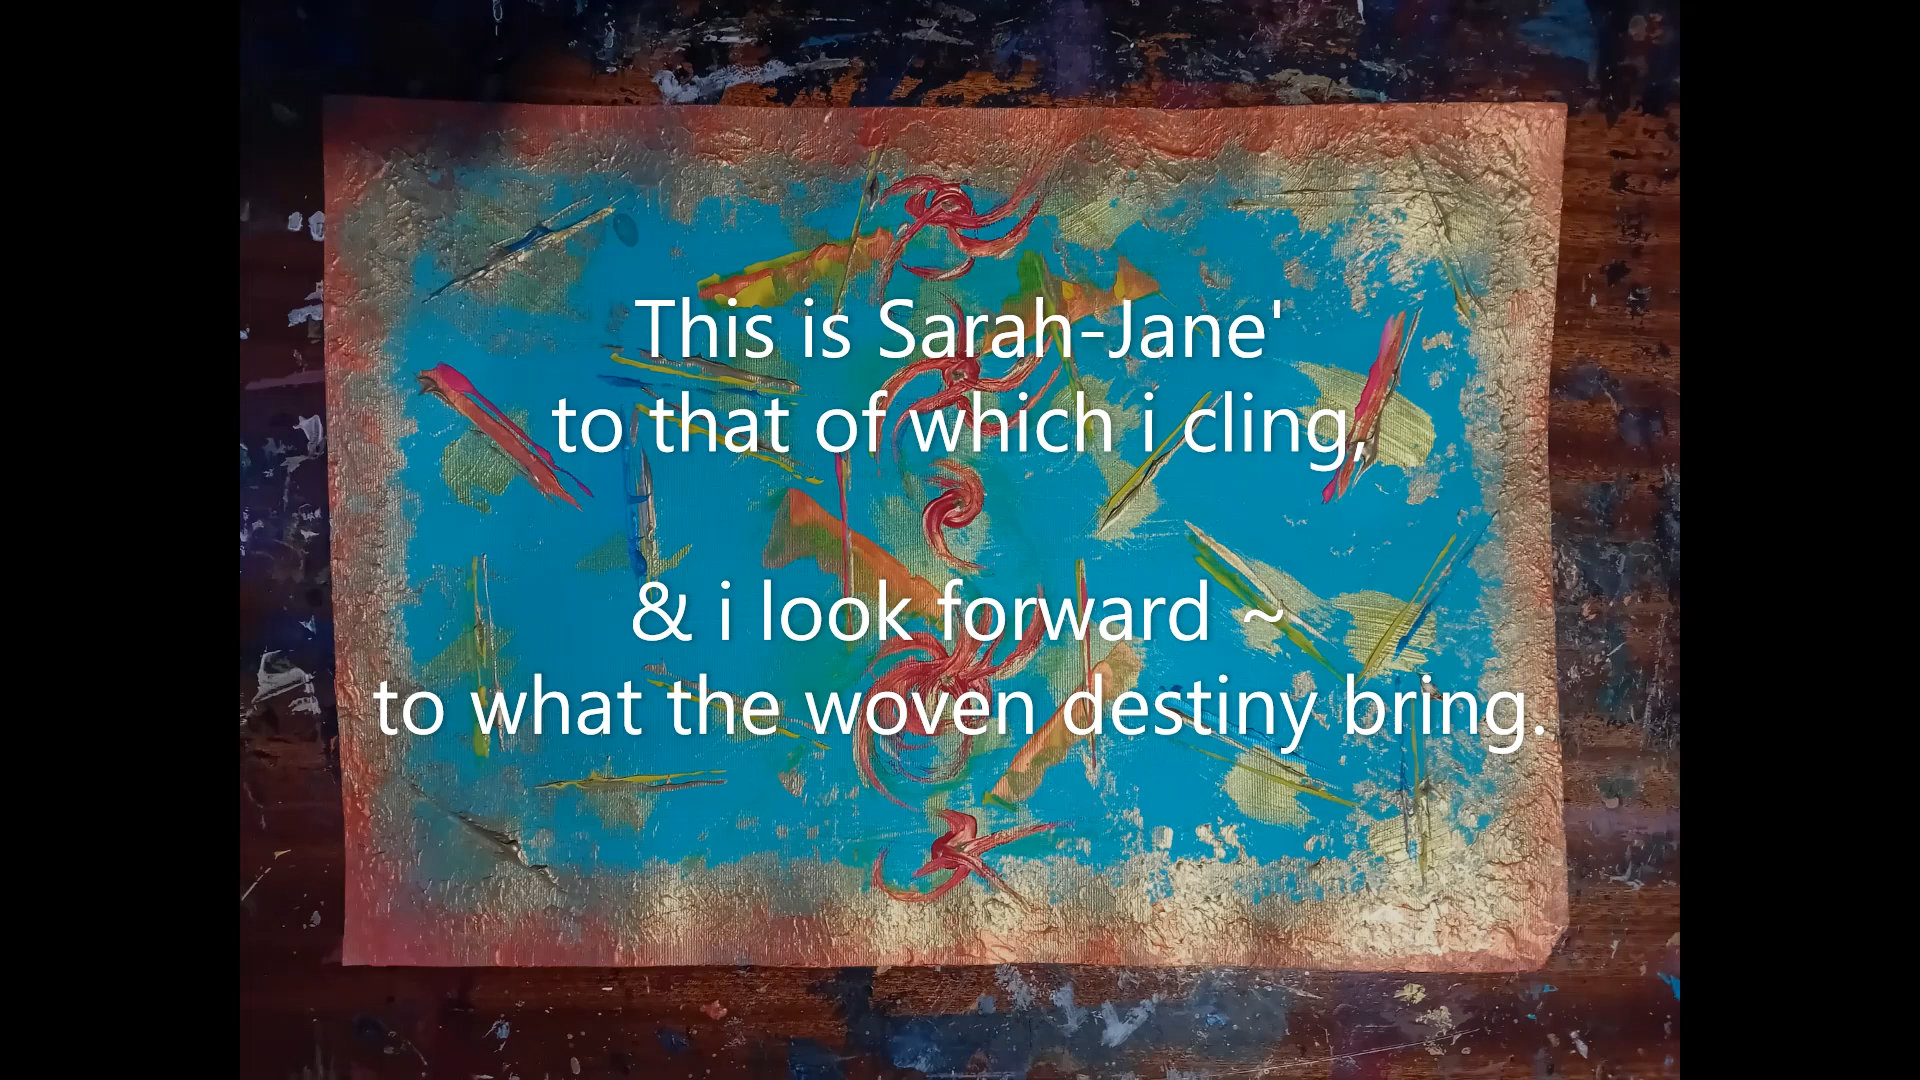 This is Sarah-Jane'
to that of which i cling,
& i look forward ~
to what the woven destiny bring.